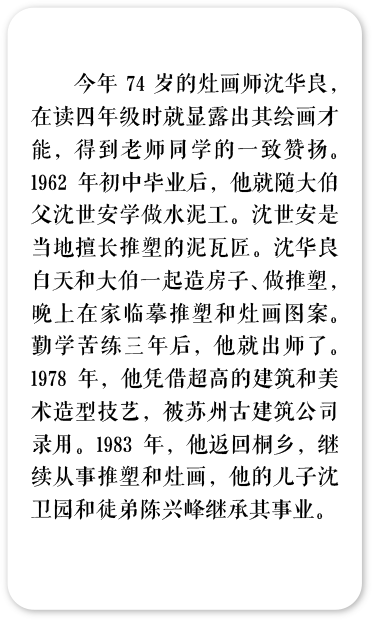 今年 74 岁的灶画师沈华良，
在读四年级时就显露出其绘画才
能，得到老师同学的一致赞扬。
1962 年初中毕业后，他就随大伯
父沈世安学做水泥工。沈世安是
当地擅长推塑的泥瓦匠。沈华良
白天和大伯一起造房子、做推塑，
晚上在家临摹推塑和灶画图案。
勤学苦练三年后，他就出师了。
1978 年，他凭借超高的建筑和美
术造型技艺，被苏州古建筑公司
录用。1983 年，他返回桐乡，继
续从事推塑和灶画，他的儿子沈
卫园和徒弟陈兴峰继承其事业。